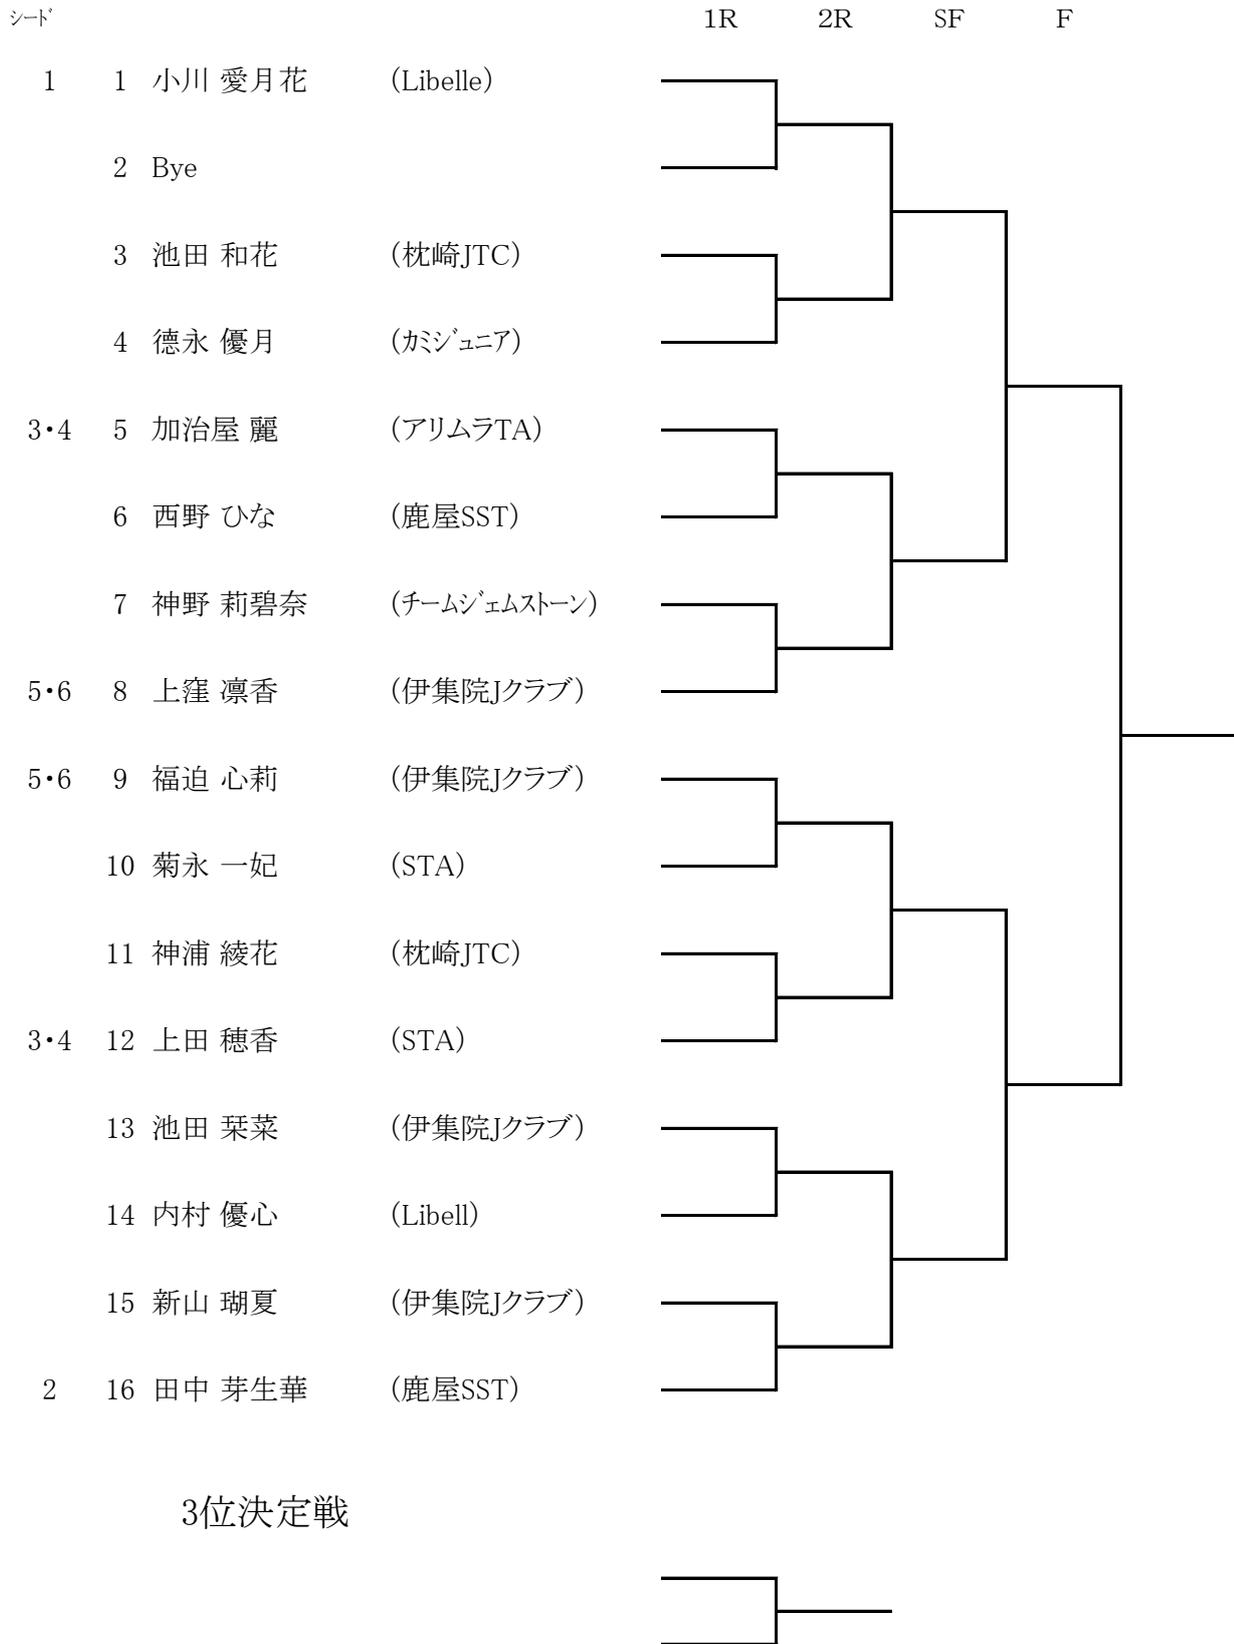 シード 1R 2R SF F
1 1 小川 愛月花 (Libelle)
2 Bye
3 池田 和花 (枕崎JTC)
4 德永 優月 (カミジュニア)
3・4 5 加治屋 麗 (アリムラTA)
6 西野 ひな (鹿屋SST)
7 神野 莉碧奈 (チームジェムストーン)
5・6 8 上窪 凛香 (伊集院Jクラブ)
5・6 9 福迫 心莉 (伊集院Jクラブ)
10 菊永 一妃 (STA)
11 神浦 綾花 (枕崎JTC)
3・4 12 上田 穂香 (STA)
13 池田 栞菜 (伊集院Jクラブ)
14 内村 優心 (Libell)
15 新山 瑚夏 (伊集院Jクラブ)
2 16 田中 芽生華 (鹿屋SST)
3位決定戦